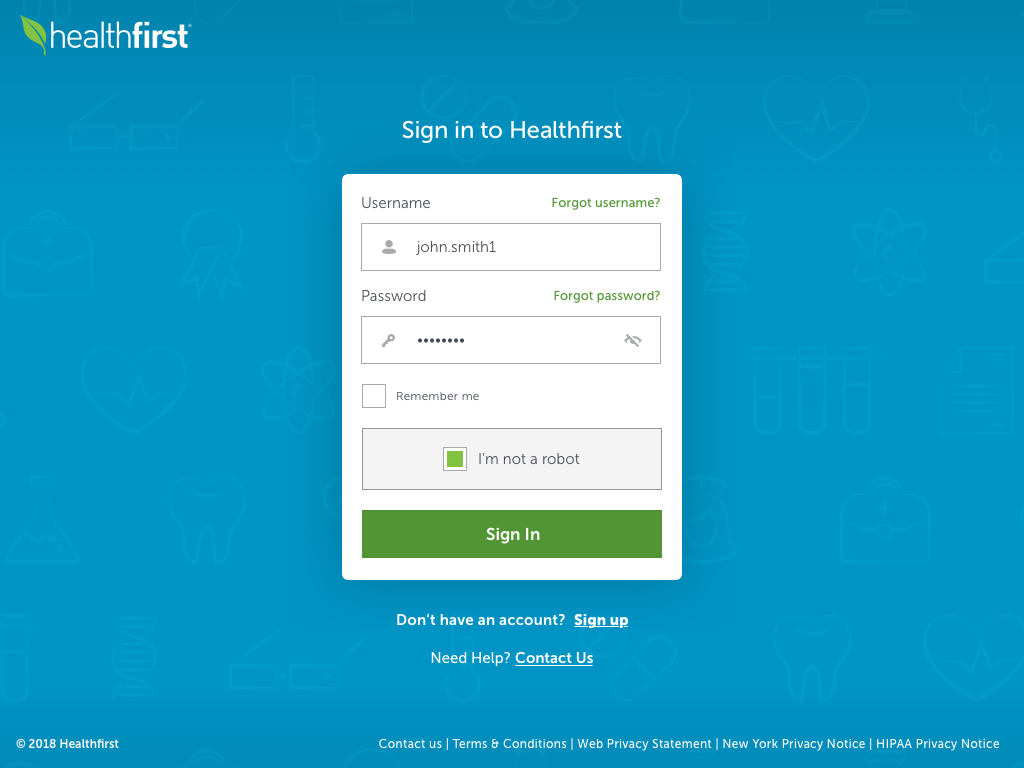 healthfirst®
Sign in to Healthfirst
Username Forgot username?
john.smith1
Password Forgot password?
••••••••
Remember me
I'm not a robot
Sign In
Don't have an account? Sign up
Need Help? Contact Us
© 2018 Healthfirst Contact us | Terms & Conditions | Web Privacy Statement | New York Privacy Notice | HIPAA Privacy Notice